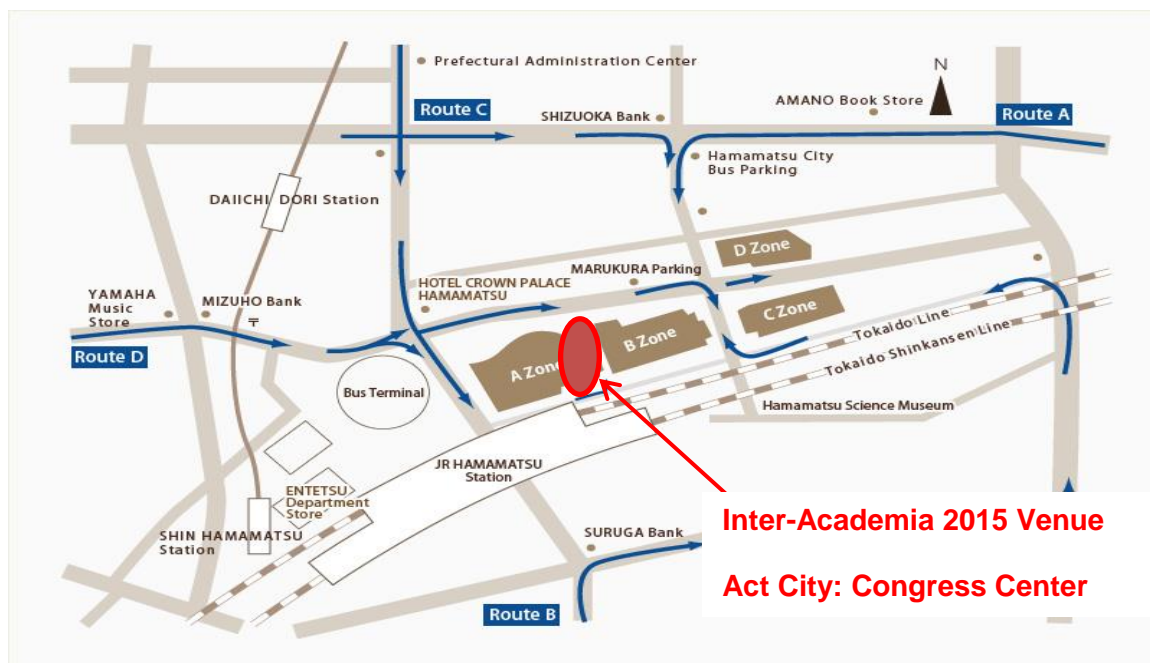 Prefectural Administration Center
N
AMANO Book Store
Route C
SHIZUOKA Bank
Route A
Hamamatsu City
Bus Parking
DAIICHI DORI Station
D Zone
MARUKURA Parking
HOTEL CROWN PALACE
HAMAMATSU
YAMAHA
Music
Store
MIZUHO Bank
〒
C Zone
B Zone
Tokaido Line
Route D
A Zone
Tokaido Shinkansen Line
Bus Terminal
Hamamatsu Science Museum
JR HAMAMATSU
Station
ENTETSU
Department
Store
SHIN HAMAMATSU
Station
SURUGA Bank
Route B
Inter-Academia 2015 Venue
Act City: Congress Center